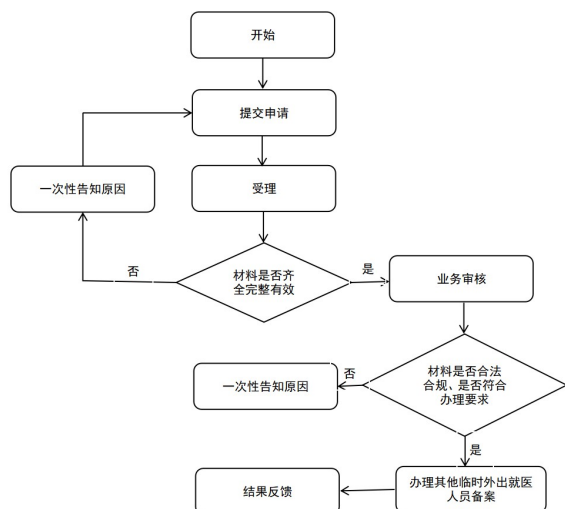 开始
提交申请
一次性告知原因
受理
否
材料是否齐
全完整有效
是
业务审核
一次性告知原因
否
材料是否合法
合规、是否符合
办理要求
是
结果反馈
办理其他临时外出就医
人员备案